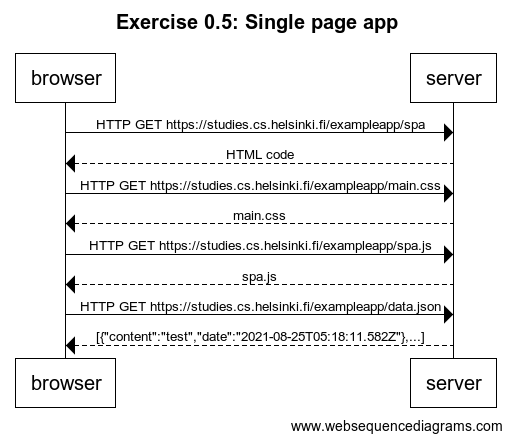 Exercise 0.5: Single page app
browser
server
HTTP GET https://studies.cs.helsinki.fi/exampleapp/spa
HTML code
HTTP GET https://studies.cs.helsinki.fi/exampleapp/main.css
main.css
HTTP GET https://studies.cs.helsinki.fi/exampleapp/spa.js
spa.js
HTTP GET https://studies.cs.helsinki.fi/exampleapp/data.json
[{"content":"test","date":"2021-08-25T05:18:11.582Z"},...]
browser
server
www.websequencediagrams.com